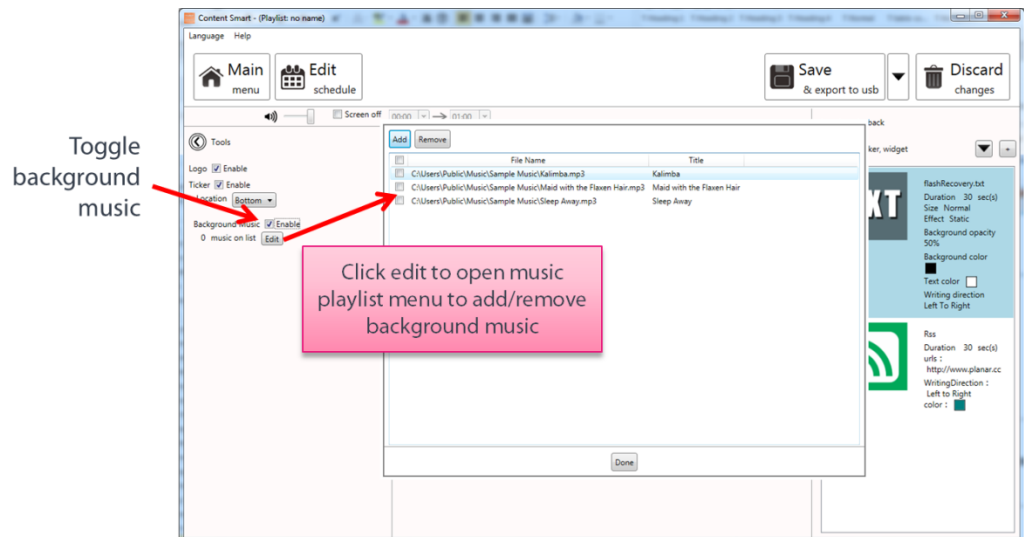 Content Smart - (Playlist: no name)
Language Help
Main
menu
Edit
schedule
Save
& export to usb
Discard
changes
Screen off 00:00 01:00
back
Tools
ker, widget
Logo Enable
Ticker Enable
Location Bottom
Background Music Enable
0 music on list Edit
Toggle
background
music
Add Remove
File Name Title
C:\Users\Public\Music\Sample Music\Kalimba.mp3 Kalimba
C:\Users\Public\Music\Sample Music\Maid with the Flaxen Hair.mp3 Maid with the Flaxen Hair
C:\Users\Public\Music\Sample Music\Sleep Away.mp3 Sleep Away
Click edit to open music
playlist menu to add/remove
background music
Done
XT
flashRecovery.txt
Duration 30 sec(s)
Size Normal
Effect Static
Background opacity
50%
Background color
Text color
Writing direction
Left To Right
Rss
Duration 30 sec(s)
urls :
http://www.planar.cc
WritingDirection :
Left to Right
color :